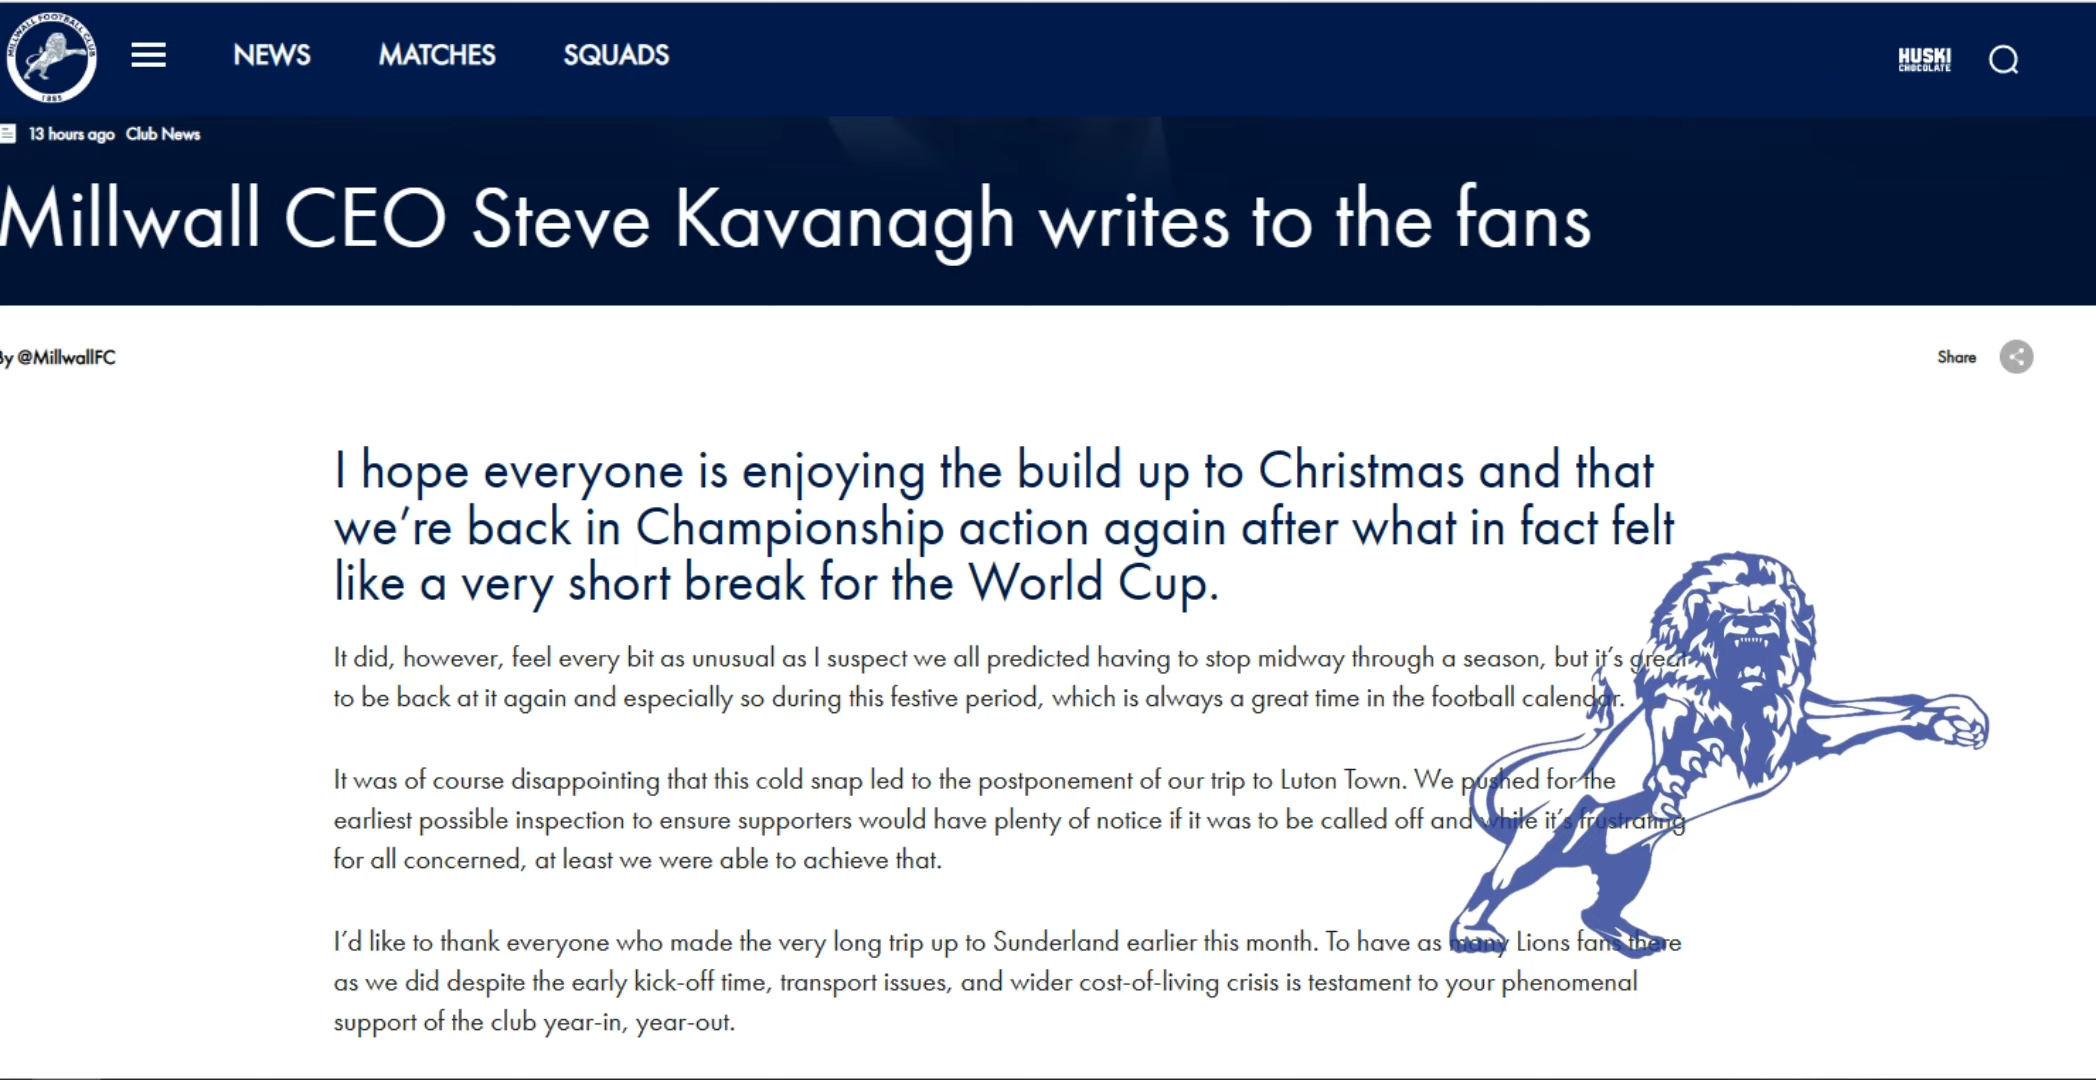 MILLWALL FOOTBALL CLUB
1885
NEWS MATCHES SQUADS
HUSKI
CHOCOLATE
13 hours ago Club News
Millwall CEO Steve Kavanagh writes to the fans
By @MillwallFC
Share
I hope everyone is enjoying the build up to Christmas and that
we’re back in Championship action again after what in fact felt
like a very short break for the World Cup.
It did, however, feel every bit as unusual as I suspect we all predicted having to stop midway through a season, but it’s great
to be back at it again and especially so during this festive period, which is always a great time in the football calendar.
It was of course disappointing that this cold snap led to the postponement of our trip to Luton Town. We pushed for the
earliest possible inspection to ensure supporters would have plenty of notice if it was to be called off and while it’s frustrating
for all concerned, at least we were able to achieve that.
I’d like to thank everyone who made the very long trip up to Sunderland earlier this month. To have as many Lions fans there
as we did despite the early kick-off time, transport issues, and wider cost-of-living crisis is testament to your phenomenal
support of the club year-in, year-out.